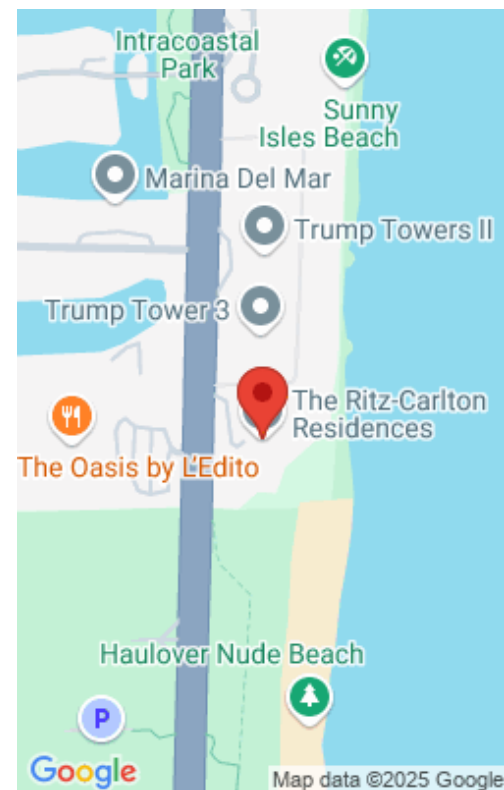 Intracoastal
Park
Sunny
Isles Beach
Marina Del Mar
Trump Towers II
Trump Tower 3
The Ritz-Carlton
Residences
The Oasis by L'Edito
Haulover Nude Beach
P
Google
Map data ©2025 Google